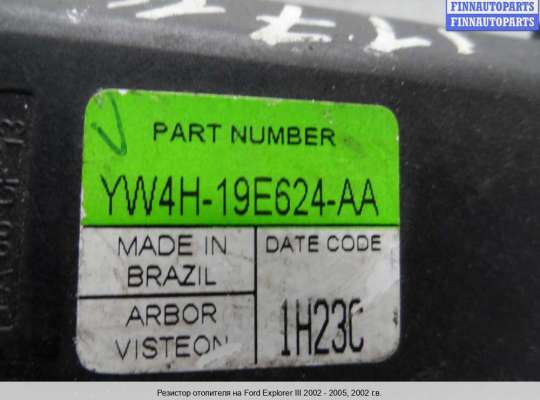 FINNAUTOPARTS
FINNAUTOPARTS
PART NUMBER
YW4H-19E624-AA
MADE IN
BRAZIL
DATE CODE
ARBOR
VISTEON
1H23C
Резистор отопителя на Ford Explorer III 2002 - 2005, 2002 г.в.